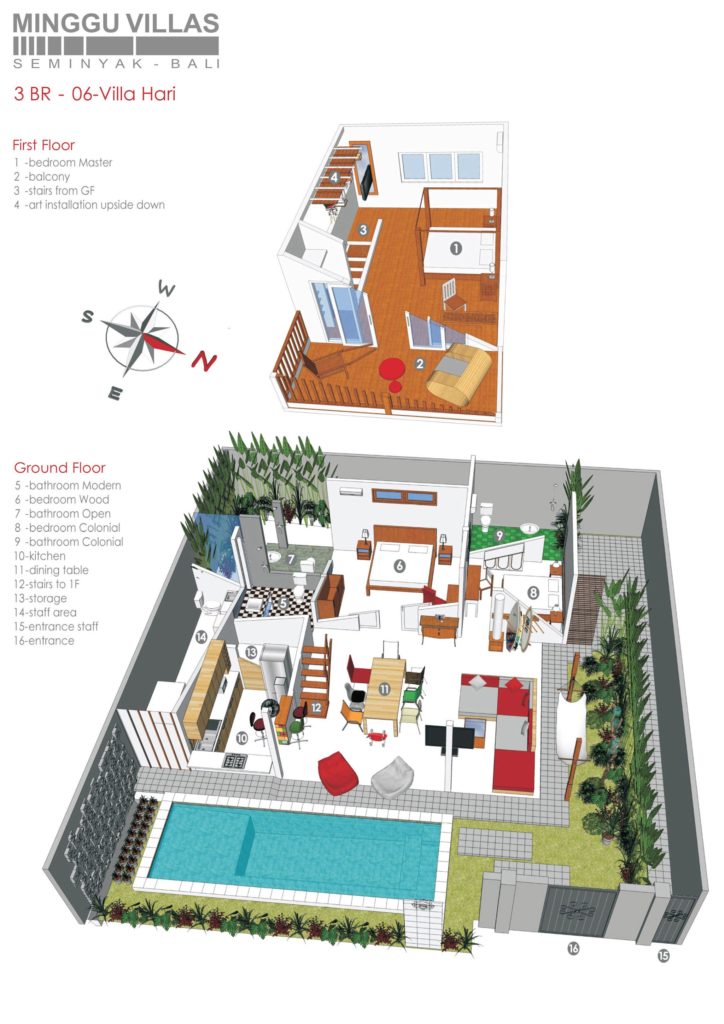 MINGGU VILLAS
SEMINYAK - BALI
3 BR - 06-Villa Hari
First Floor
1 -bedroom Master
2 -balcony
3 -stairs from GF
4 -art installation upside down
4
3
1
2
W
S
N
E
Ground Floor
5 -bathroom Modern
6 -bedroom Wood
7 -bathroom Open
8 -bedroom Colonial
9 -bathroom Colonial
10-kitchen
11-dining table
12-stairs to 1F
13-storage
14-staff area
15-entrance staff
16-entrance
9
7
6
8
5
14
13
11
12
10
16
15